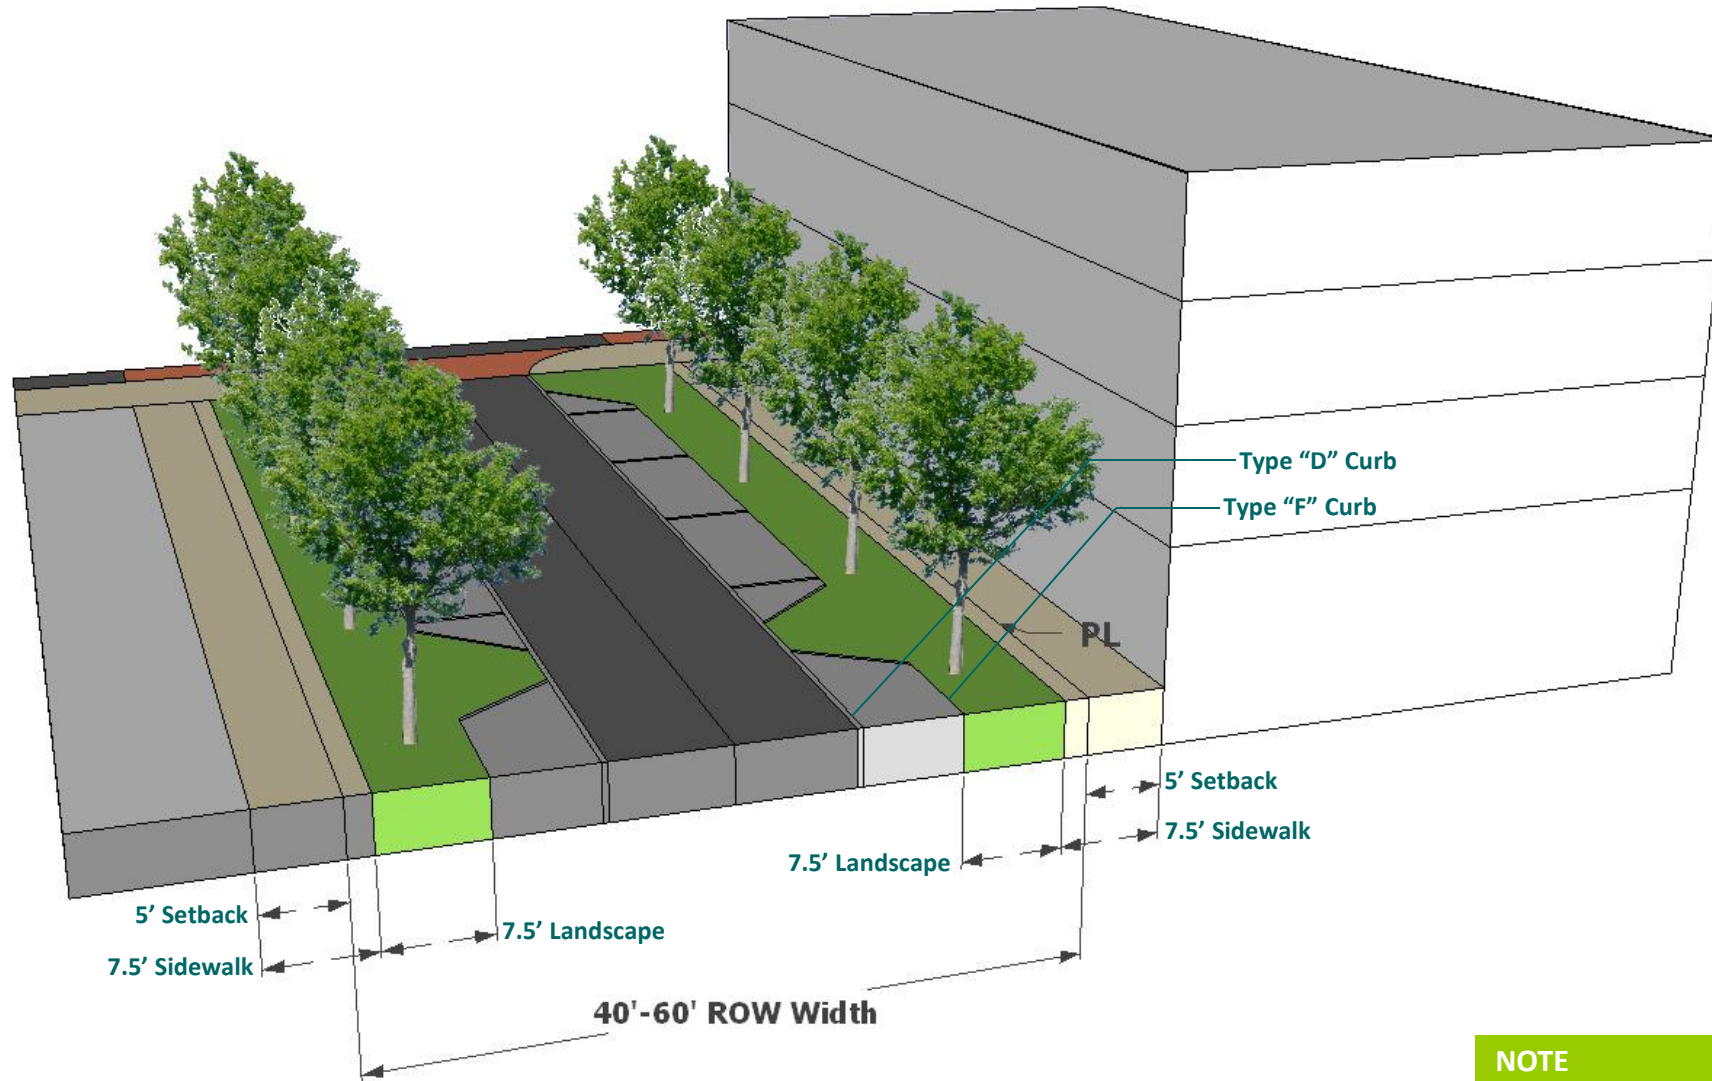 Type “D” Curb
Type “F” Curb
PL
5’ Setback
7.5’ Sidewalk
7.5’ Landscape
5’ Setback
7.5’ Landscape
7.5’ Sidewalk
40'-60' ROW Width
NOTE